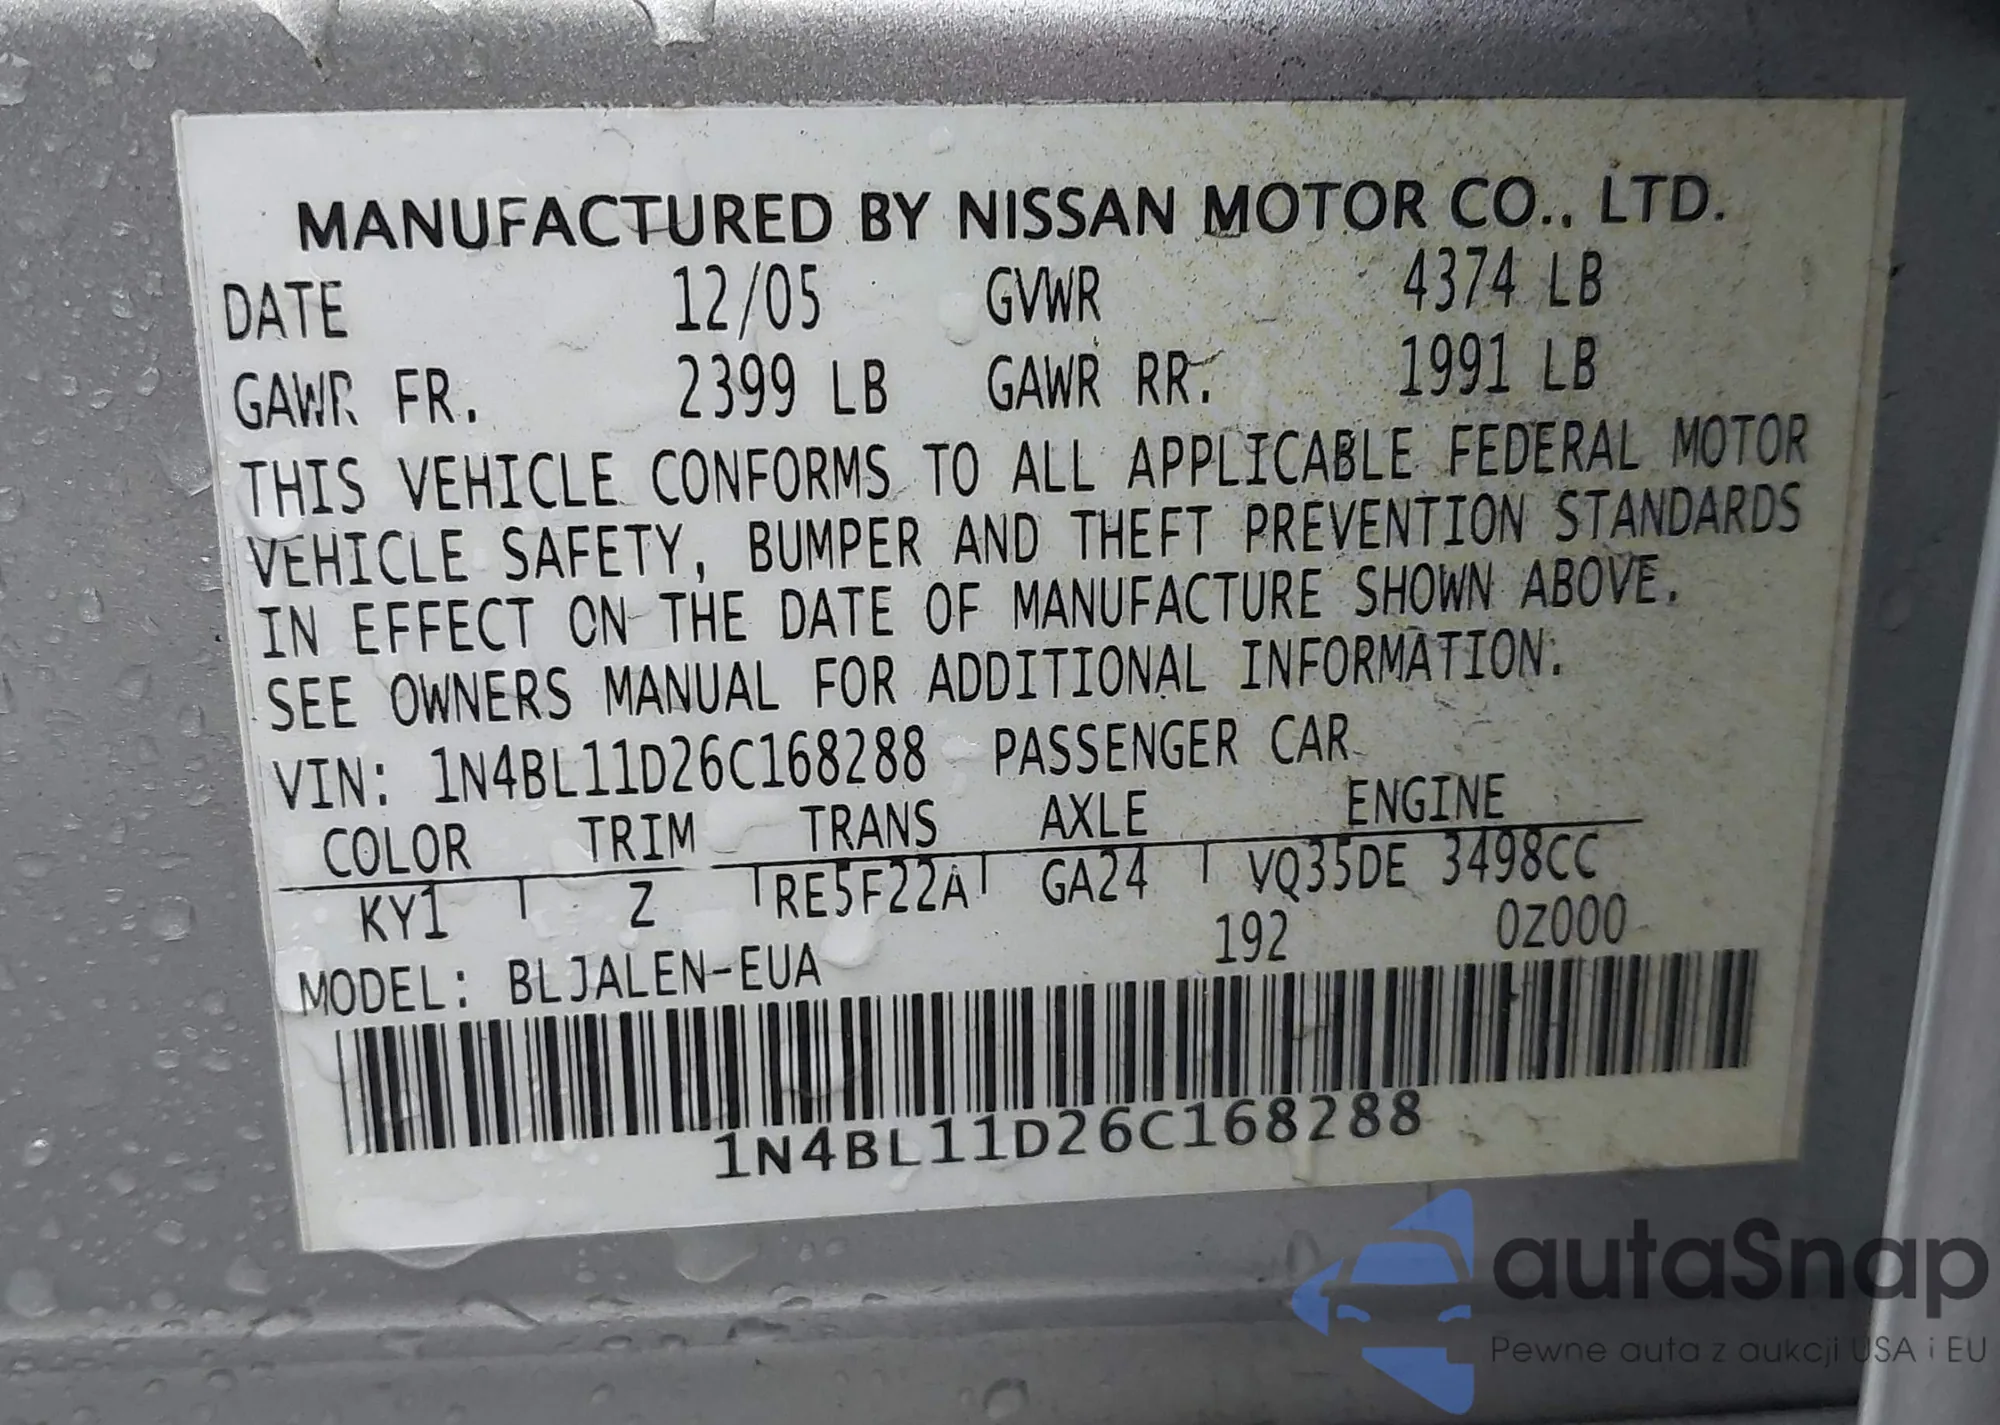 MANUFACTURED BY NISSAN MOTOR CO., LTD.
DATE 12/05 GVWR 4374 LB
GAWR FR. 2399 LB GAWR RR. 1991 LB
THIS VEHICLE CONFORMS TO ALL APPLICABLE FEDERAL MOTOR
VEHICLE SAFETY, BUMPER AND THEFT PREVENTION STANDARDS
IN EFFECT ON THE DATE OF MANUFACTURE SHOWN ABOVE.
SEE OWNERS MANUAL FOR ADDITIONAL INFORMATION.
VIN: 1N4BL11D26C168288 PASSENGER CAR
COLOR TRIM TRANS AXLE ENGINE
KY1 Z RE5F22A GA24 VQ35DE 3498CC
192 0Z000
MODEL: BLJALEN-EUA
1N4BL11D26C168288
autaSnap
Pewne auta z aukcji USA i EU